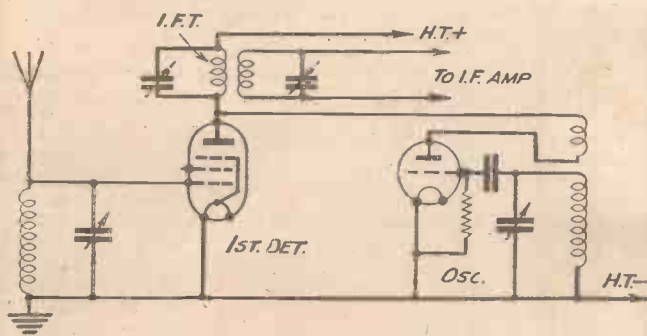 I.F.T.
H.T.+
TO I.F. AMP
1ST. DET.
OSC.
H.T.—